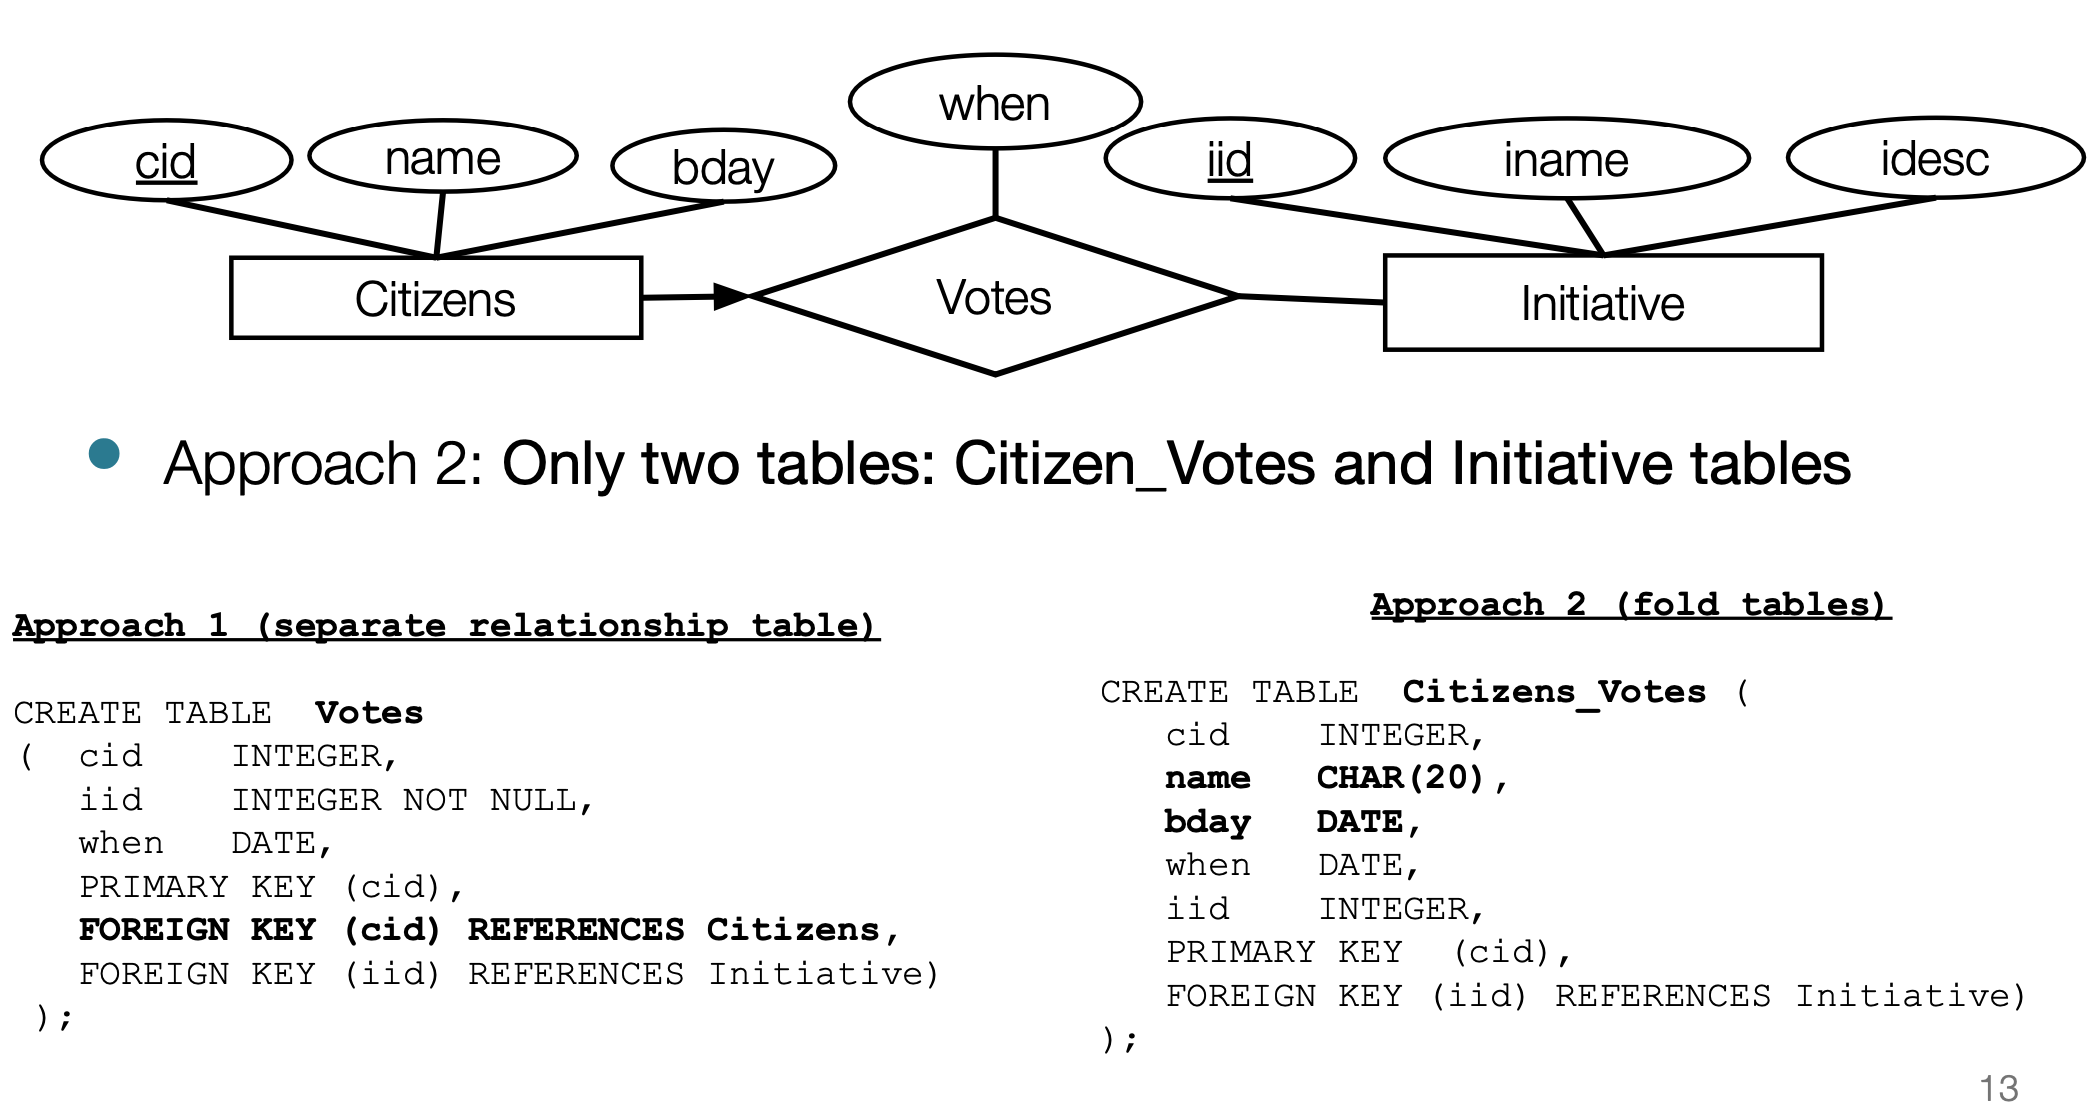 when
cid name bday iid iname idesc
Citizens Votes Initiative
• Approach 2: Only two tables: Citizen_Votes and Initiative tables
Approach 1 (separate relationship table)
CREATE TABLE  Votes
(  cid    INTEGER,
   iid    INTEGER NOT NULL,
   when   DATE,
   PRIMARY KEY (cid),
   FOREIGN KEY (cid) REFERENCES Citizens,
   FOREIGN KEY (iid) REFERENCES Initiative)
 );
Approach 2 (fold tables)
CREATE TABLE  Citizens_Votes (
   cid    INTEGER,
   name   CHAR(20),
   bday   DATE,
   when   DATE,
   iid    INTEGER,
   PRIMARY KEY  (cid),
   FOREIGN KEY (iid) REFERENCES Initiative)
);
13